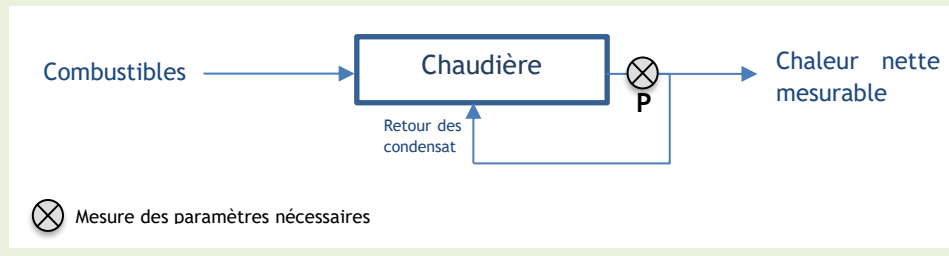 Combustibles
Chaudière
P
Chaleur nette
mesurable
Retour des
condensat
Mesure des paramètres nécessaires